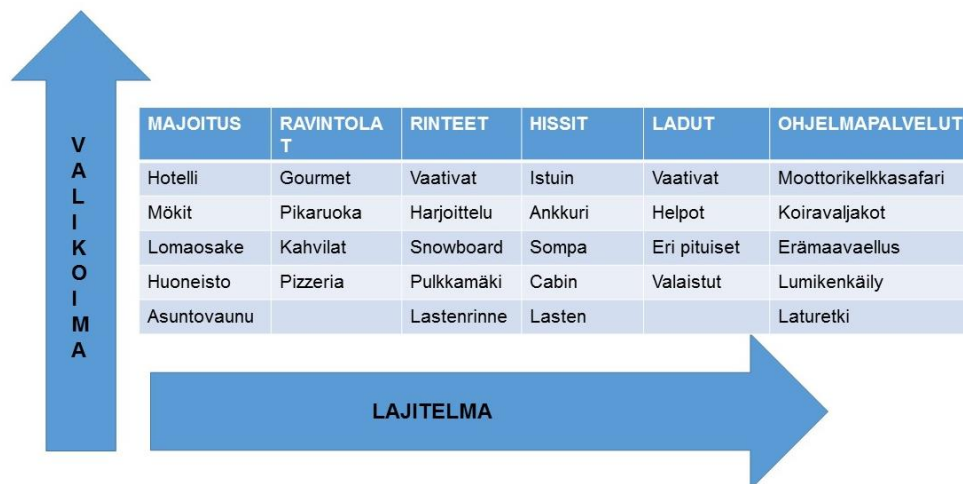 VALIKOIMA
MAJOITUS RAVINTOLA RINTEET HISSIT LADUT OHJELMAPALVELUT
T
Hotelli Gourmet Vaativat Istuin Vaativat Moottorikelkkasafari
Mökit Pikaruoka Harjoittelu Ankkuri Helpot Koiravaljakot
Lomaosake Kahvilat Snowboard Sompa Eri pituiset Erämaavaellus
Huoneisto Pizzeria Pulkkamäki Cabin Valaistut Lumikenkäily
Asuntovaunu Lastenrinne Lasten Laturetki
LAJITELMA